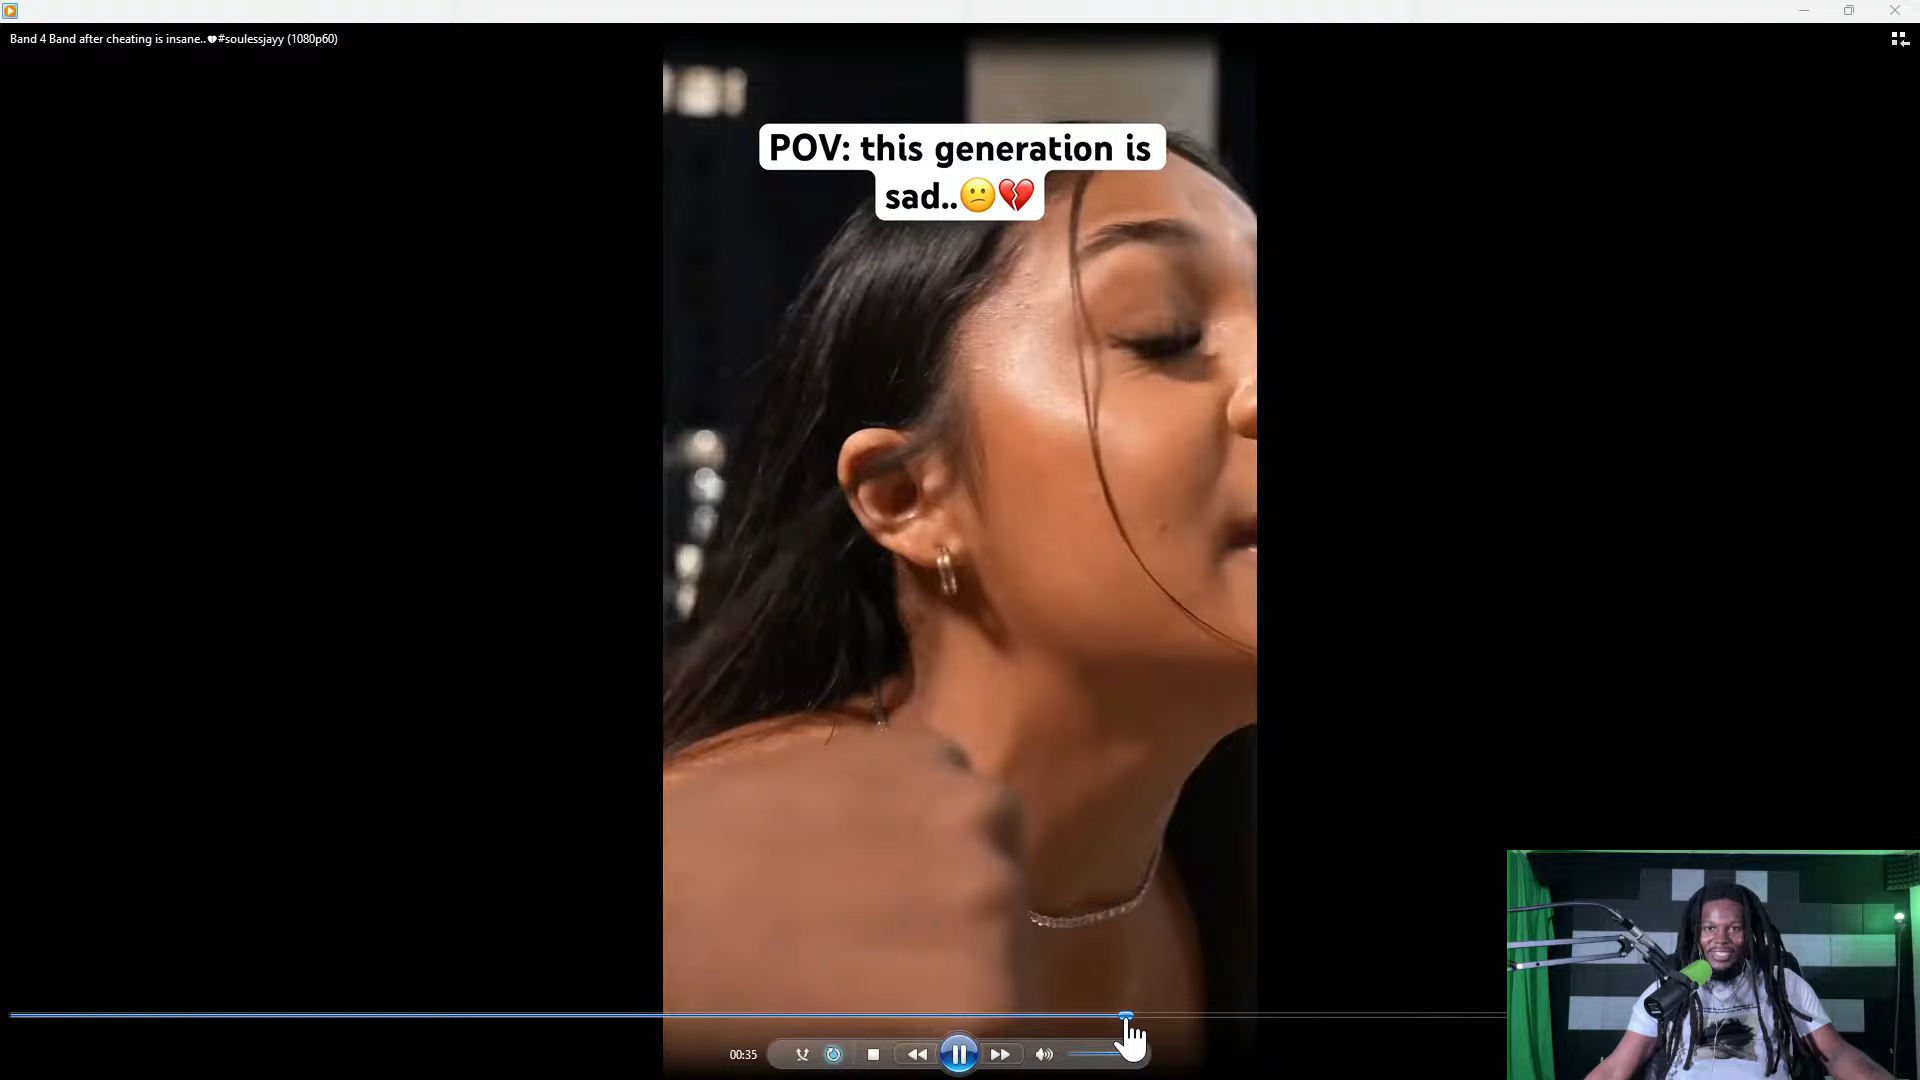 Band 4 Band after cheating is insane..💔#soulessjayy (1080p60)
POV: this generation is
sad..😕💔
00:35